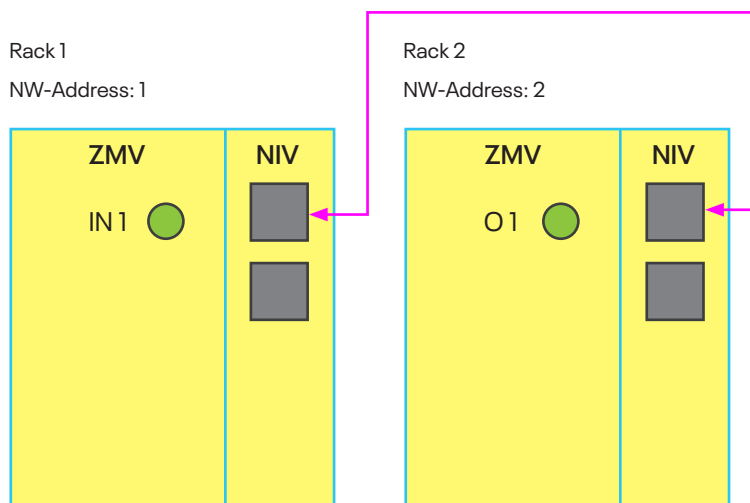 Rack 1
NW-Address: 1
ZMV NIV
IN 1
Rack 2
NW-Address: 2
ZMV NIV
O 1